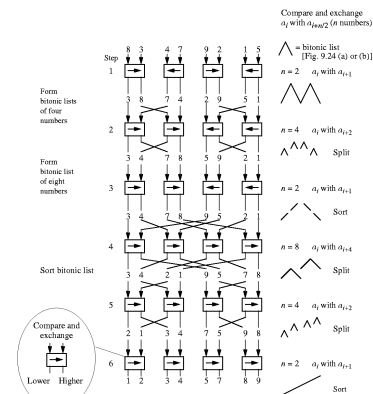 Compare and exchange
a_i with a_{i+n/2} (n numbers)
= bitonic list
[Fig. 9.24 (a) or (b)]
8 3 4 7 9 2 1 5
Step
1
n = 2 a_i with a_{i+1}
Form
bitonic lists
of four
numbers
3 8 7 4 2 9 5 1
2
n = 4 a_i with a_{i+2}
Split
Form
bitonic list
of eight
numbers
3 4 7 8 5 9 2 1
3
n = 2 a_i with a_{i+1}
Sort
3 4 7 8 9 5 2 1
4
n = 8 a_i with a_{i+4}
Split
Sort bitonic list
3 4 2 1 9 5 7 8
5
n = 4 a_i with a_{i+2}
Split
Compare and
exchange
2 1 3 4 7 5 9 8
6
n = 2 a_i with a_{i+1}
Lower Higher
1 2 3 4 5 7 8 9
Sort